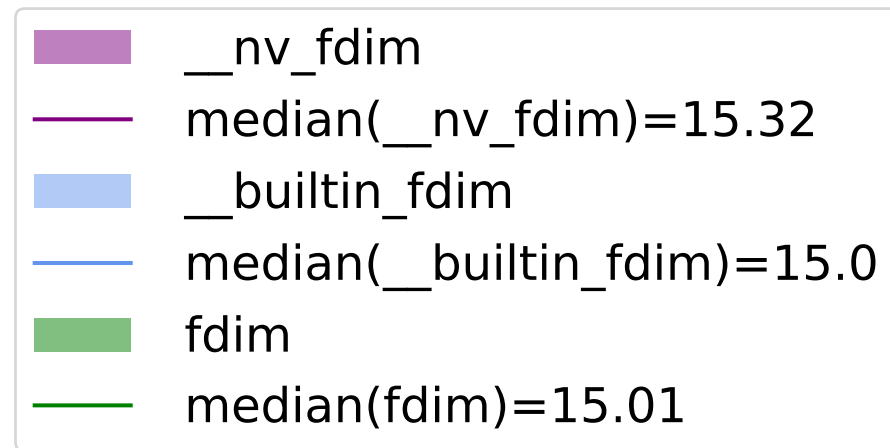 __nv_fdim
median(__nv_fdim)=15.32
__builtin_fdim
median(__builtin_fdim)=15.0
fdim
median(fdim)=15.01